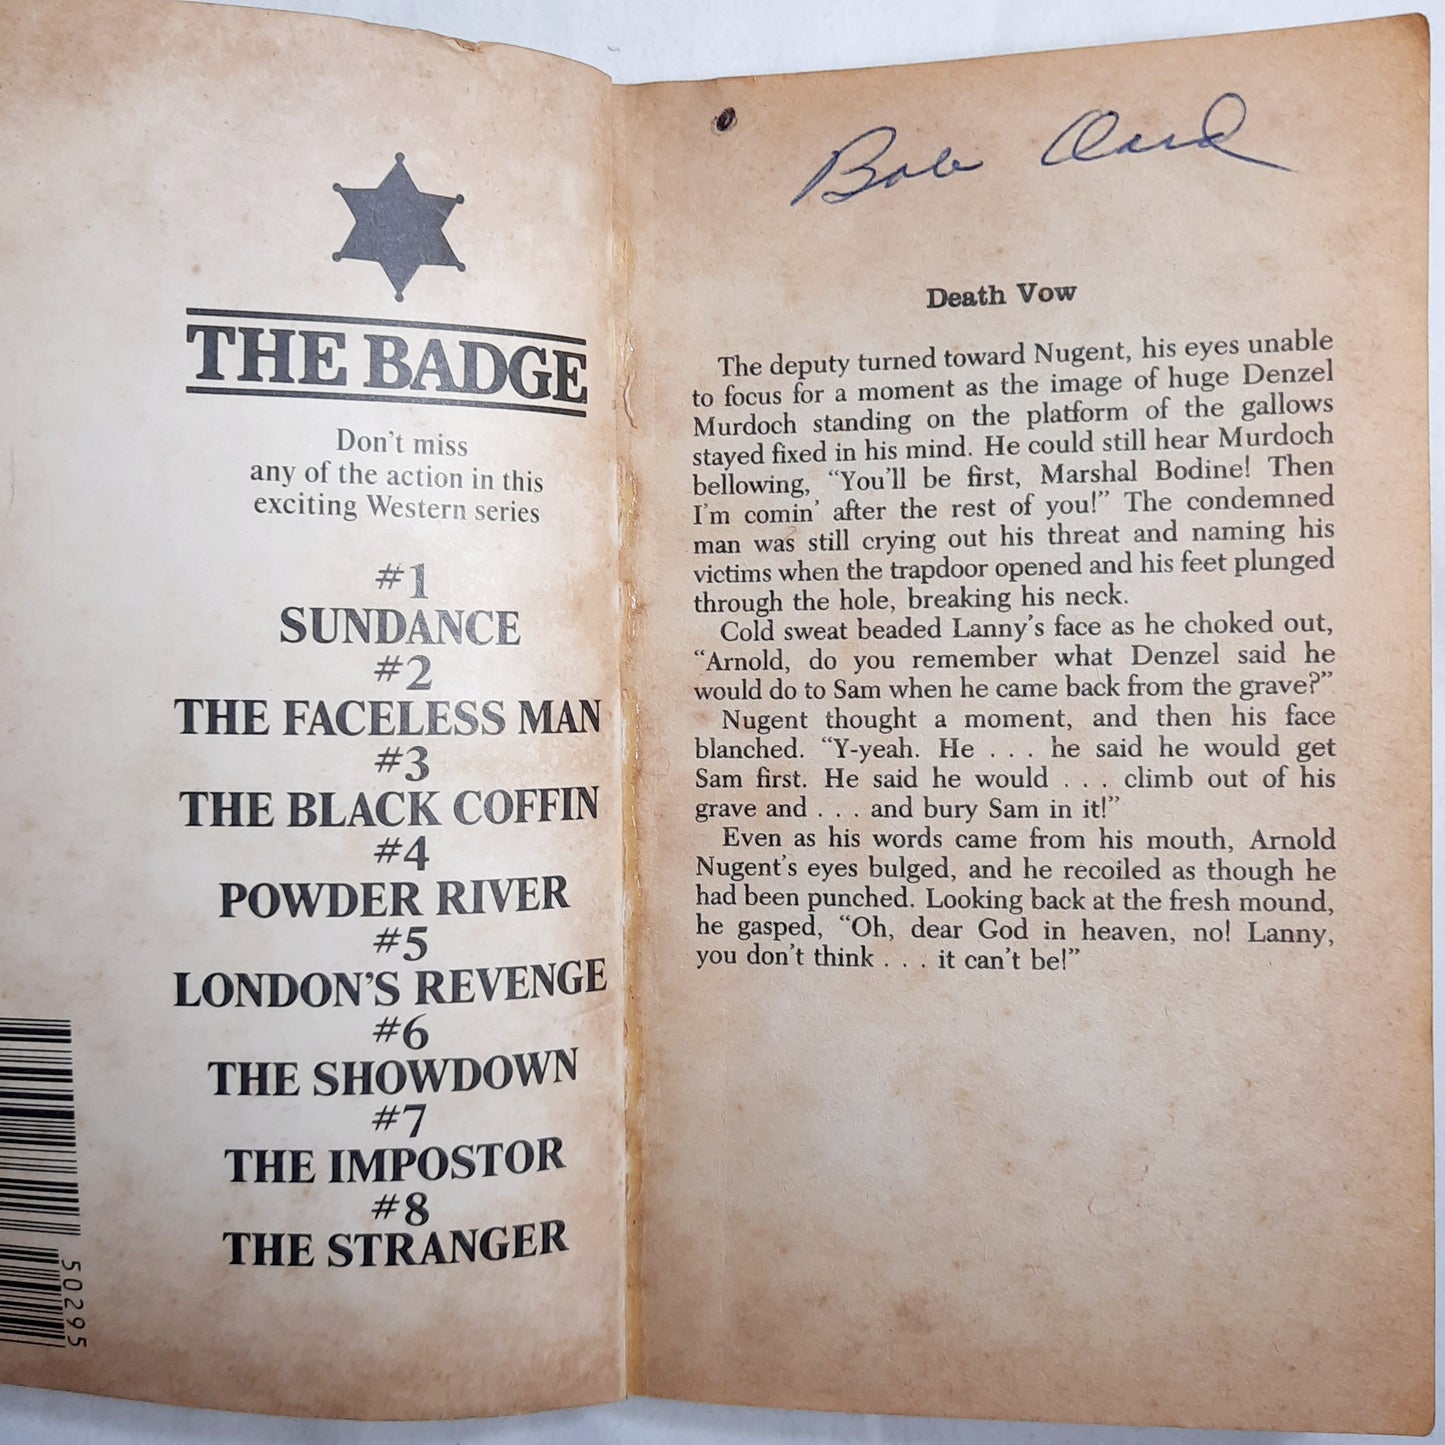 THE BADGE
Don't miss
any of the action in this
exciting Western series
#1
SUNDANCE
#2
THE FACELESS MAN
#3
THE BLACK COFFIN
#4
POWDER RIVER
#5
LONDON'S REVENGE
#6
THE SHOWDOWN
#7
THE IMPOSTOR
#8
THE STRANGER
50295
Bob
Death Vow
The deputy turned toward Nugent, his eyes unable
to focus for a moment as the image of huge Denzel
Murdoch standing on the platform of the gallows
stayed fixed in his mind. He could still hear Murdoch
bellowing, “You'll be first, Marshal Bodine! Then
I'm comin' after the rest of you!” The condemned
man was still crying out his threat and naming his
victims when the trapdoor opened and his feet plunged
through the hole, breaking his neck.
Cold sweat beaded Lanny's face as he choked out,
“Arnold, do you remember what Denzel said he
would do to Sam when he came back from the grave?”
Nugent thought a moment, and then his face
blanched. “Y-yeah. He . . . he said he would get
Sam first. He said he would . . . climb out of his
grave and . . . and bury Sam in it!”
Even as his words came from his mouth, Arnold
Nugent's eyes bulged, and he recoiled as though he
had been punched. Looking back at the fresh mound,
he gasped, “Oh, dear God in heaven, no! Lanny,
you don't think . . . it can't be!”